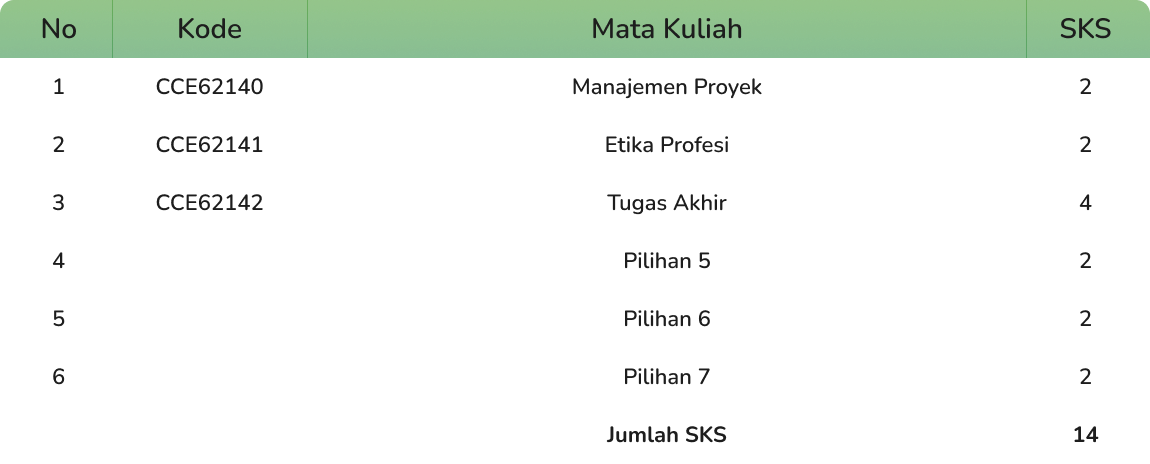 No Kode Mata Kuliah SKS
1 CCE62140 Manajemen Proyek 2
2 CCE62141 Etika Profesi 2
3 CCE62142 Tugas Akhir 4
4 Pilihan 5 2
5 Pilihan 6 2
6 Pilihan 7 2
Jumlah SKS 14